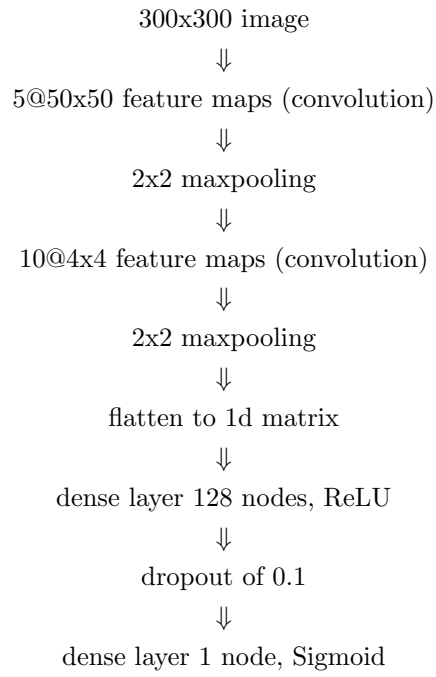 300x300 image
⇓
5@50x50 feature maps (convolution)
⇓
2x2 maxpooling
⇓
10@4x4 feature maps (convolution)
⇓
2x2 maxpooling
⇓
flatten to 1d matrix
⇓
dense layer 128 nodes, ReLU
⇓
dropout of 0.1
⇓
dense layer 1 node, Sigmoid